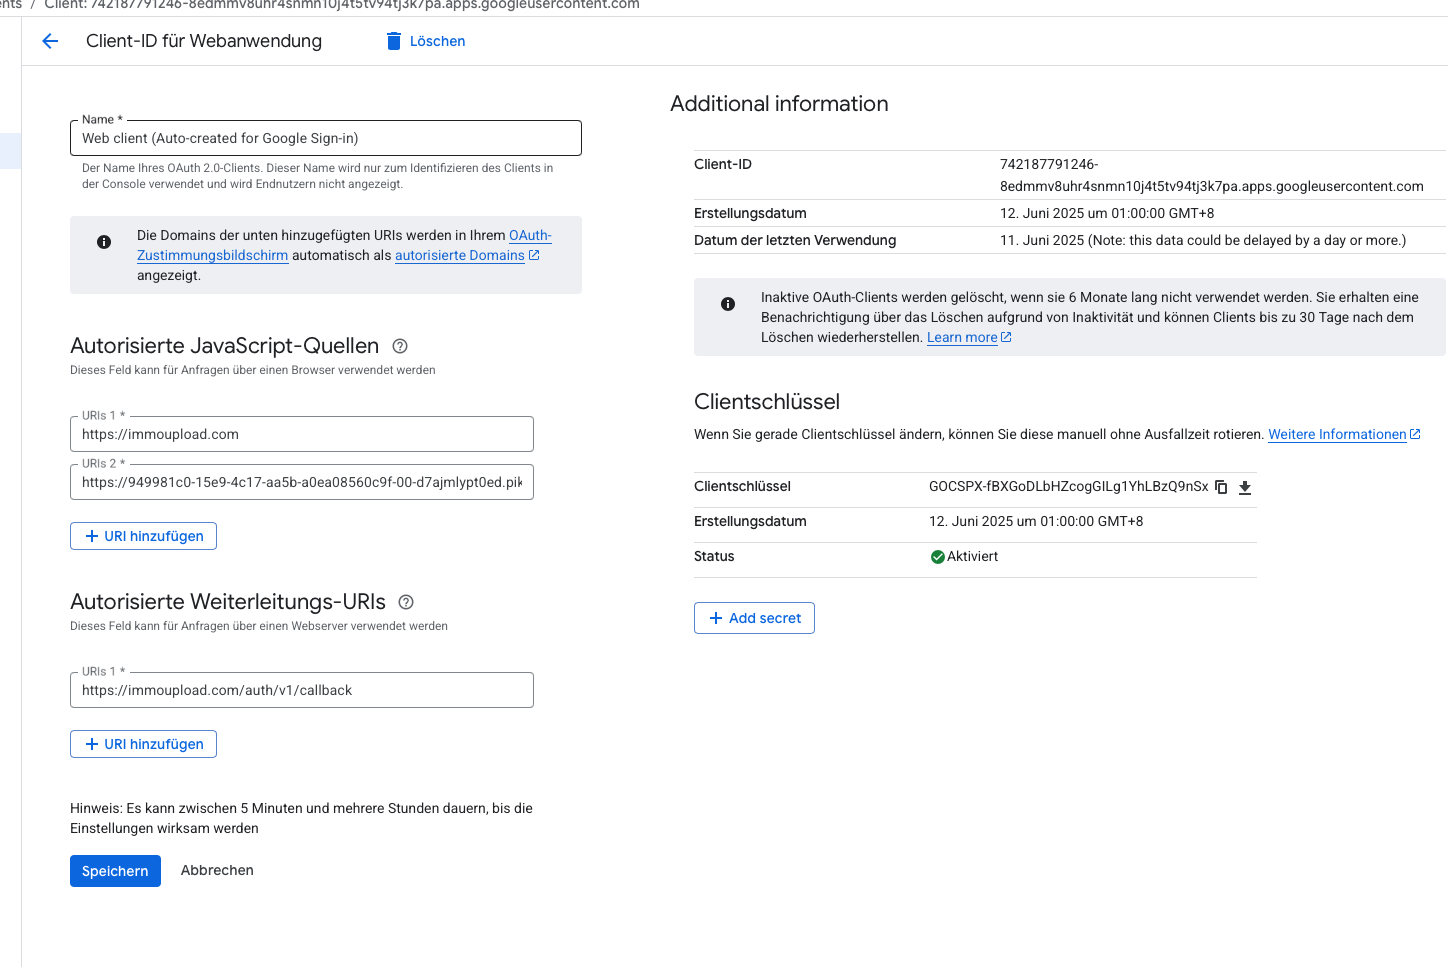 ents / Client: 742187791246-8edmmv8uhr4snmn10j4t5tv94tj3k7pa.apps.googleusercontent.com
Client-ID für Webanwendung
Löschen
Name *
Web client (Auto-created for Google Sign-in)
Der Name Ihres OAuth 2.0-Clients. Dieser Name wird nur zum Identifizieren des Clients in
der Console verwendet und wird Endnutzern nicht angezeigt.
Die Domains der unten hinzugefügten URIs werden in Ihrem OAuth-
Zustimmungsbildschirm automatisch als autorisierte Domains
angezeigt.
Autorisierte JavaScript-Quellen
Dieses Feld kann für Anfragen über einen Browser verwendet werden
URIs 1 *
https://immoupload.com
URIs 2 *
https://949981c0-15e9-4c17-aa5b-a0ea08560c9f-00-d7ajmlypt0ed.pik
+ URI hinzufügen
Autorisierte Weiterleitungs-URIs
Dieses Feld kann für Anfragen über einen Webserver verwendet werden
URIs 1 *
https://immoupload.com/auth/v1/callback
+ URI hinzufügen
Hinweis: Es kann zwischen 5 Minuten und mehrere Stunden dauern, bis die
Einstellungen wirksam werden
Speichern
Abbrechen
Additional information
Client-ID
742187791246-
8edmmv8uhr4snmn10j4t5tv94tj3k7pa.apps.googleusercontent.com
Erstellungsdatum
12. Juni 2025 um 01:00:00 GMT+8
Datum der letzten Verwendung
11. Juni 2025 (Note: this data could be delayed by a day or more.)
Inaktive OAuth-Clients werden gelöscht, wenn sie 6 Monate lang nicht verwendet werden. Sie erhalten eine
Benachrichtigung über das Löschen aufgrund von Inaktivität und können Clients bis zu 30 Tage nach dem
Löschen wiederherstellen. Learn more
Clientschlüssel
Wenn Sie gerade Clientschlüssel ändern, können Sie diese manuell ohne Ausfallzeit rotieren. Weitere Informationen
Clientschlüssel
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
Erstellungsdatum
12. Juni 2025 um 01:00:00 GMT+8
Status
Aktiviert
+ Add secret